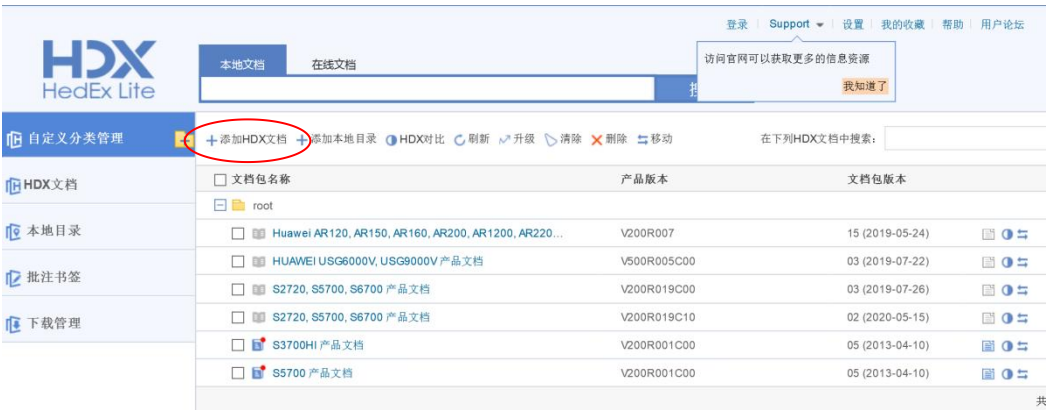 登录 Support 设置 我的收藏 帮助 用户论坛
访问官网可以获取更多的信息资源
我知道了
HDX
HedEx Lite
本地文档 在线文档
自定义分类管理
添加HDX文档 添加本地目录 HDX对比 刷新 升级 清除 删除 移动 在下列HDX文档中搜索:
HDX文档
本地目录
批注书签
下载管理
文档包名称 产品版本 文档包版本
root
Huawei AR120, AR150, AR160, AR200, AR1200, AR220... V200R007 15 (2019-05-24)
HUAWEI USG6000V, USG9000V 产品文档 V500R005C00 03 (2019-07-22)
S2720, S5700, S6700 产品文档 V200R019C00 03 (2019-07-26)
S2720, S5700, S6700 产品文档 V200R019C10 02 (2020-05-15)
S3700HI 产品文档 V200R001C00 05 (2013-04-10)
S5700 产品文档 V200R001C00 05 (2013-04-10)
共